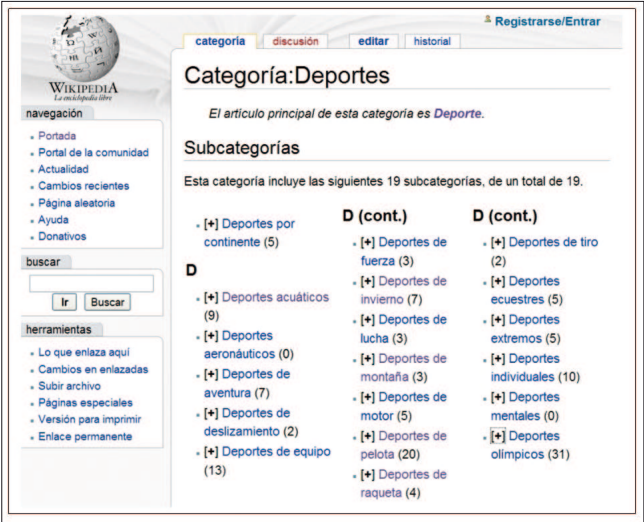 Registrarse/Entrar
categoría
discusión
editar
historial
WIKIPEDIA
La enciclopedia libre
navegación
Portada
Portal de la comunidad
Actualidad
Cambios recientes
Página aleatoria
Ayuda
Donativos
buscar
Ir
Buscar
herramientas
Lo que enlaza aquí
Cambios en enlazadas
Subir archivo
Páginas especiales
Versión para imprimir
Enlace permanente
Categoría:Deportes
El artículo principal de esta categoría es Deporte.
Subcategorías
Esta categoría incluye las siguientes 19 subcategorías, de un total de 19.
[+] Deportes por
continente (5)
D
[+] Deportes acuáticos
(9)
[+] Deportes
aeronáuticos (0)
[+] Deportes de
aventura (7)
[+] Deportes de
deslizamiento (2)
[+] Deportes de equipo
(13)
D (cont.)
[+] Deportes de
fuerza (3)
[+] Deportes de
invierno (7)
[+] Deportes de
lucha (3)
[+] Deportes de
montaña (3)
[+] Deportes de
motor (5)
[+] Deportes de
pelota (20)
[+] Deportes de
raqueta (4)
D (cont.)
[+] Deportes de tiro
(2)
[+] Deportes
ecuestres (5)
[+] Deportes
extremos (5)
[+] Deportes
individuales (10)
[+] Deportes
mentales (0)
[+] Deportes
olímpicos (31)